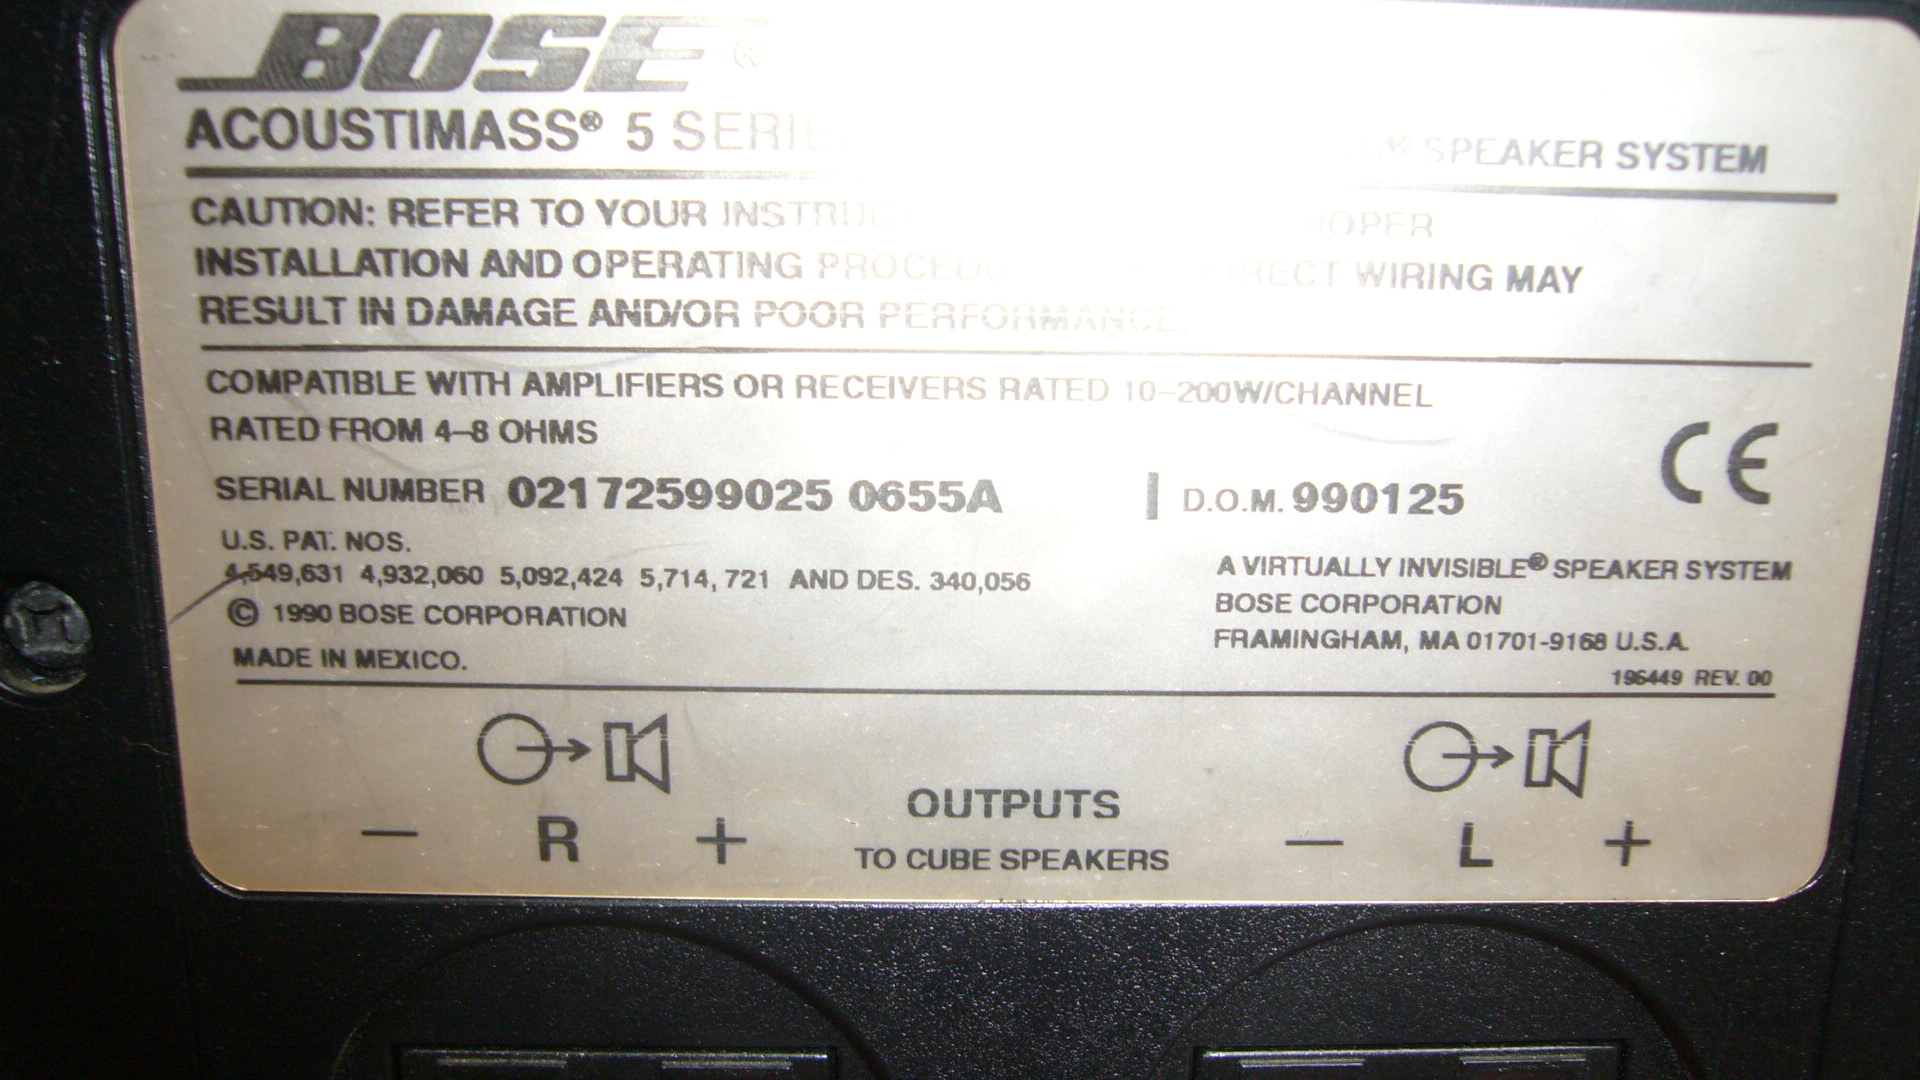 BOSE®
ACOUSTIMASS® 5 SERIE ® SPEAKER SYSTEM
CAUTION: REFER TO YOUR
INSTALLATION AND OPERATING WIRING MAY
RESULT IN DAMAGE AND/OR POOR PERFORMANCE.
COMPATIBLE WITH AMPLIFIERS OR RECEIVERS RATED 10-200W/CHANNEL
RATED FROM 4-8 OHMS
CE
SERIAL NUMBER 02172599025 0655A | D.O.M. 990125
U.S. PAT. NOS.
4,549,631 4,932,060 5,092,424 5,714,721 AND DES. 340,056
© 1990 BOSE CORPORATION
MADE IN MEXICO.
A VIRTUALLY INVISIBLE® SPEAKER SYSTEM
BOSE CORPORATION
FRAMINGHAM, MA 01701-9168 U.S.A.
196449 REV. 00
− R +
OUTPUTS
TO CUBE SPEAKERS
− L +